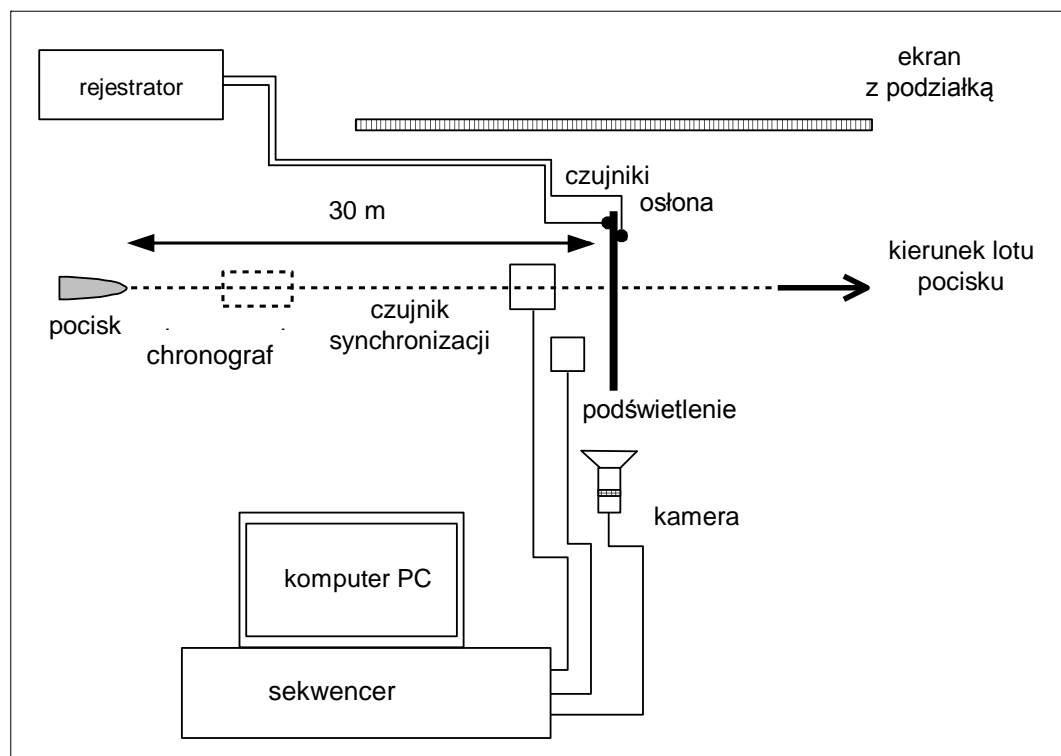 rejestrator
ekran
z podziałką
czujniki
osłona
30 m
kierunek lotu
pocisku
pocisk
chronograf
czujnik
synchronizacji
podświetlenie
kamera
komputer PC
sekwencer